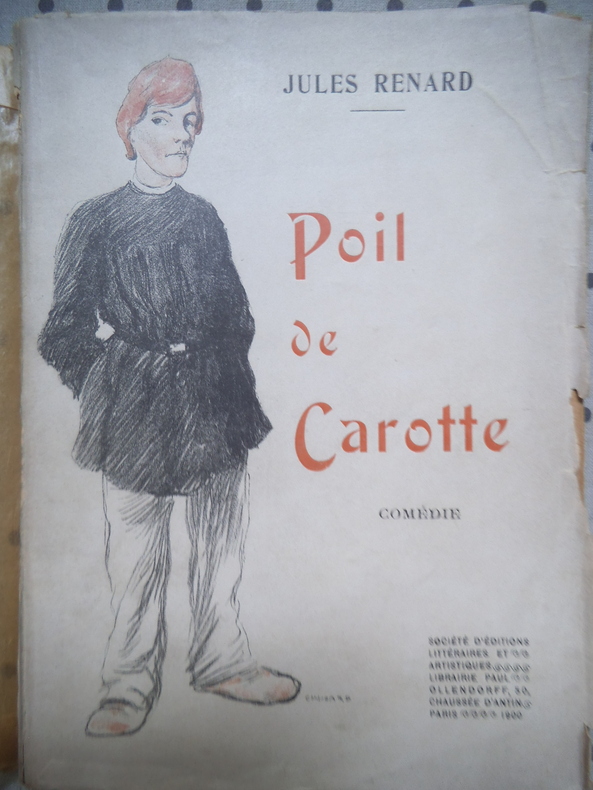 JULES RENARD
Poil
de
Carotte
COMÉDIE
SOCIÉTÉ D'ÉDITIONS
LITTÉRAIRES ET
ARTISTIQUES
LIBRAIRIE PAUL
OLLENDORFF, 50,
CHAUSSÉE D'ANTIN
PARIS 1900